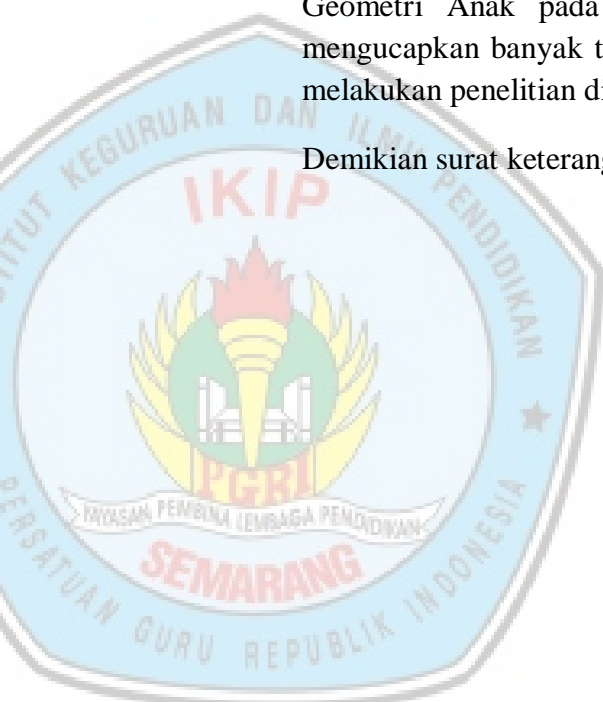 Geometri Anak pada
mengucapkan banyak t
melakukan penelitian di
Demikian surat keterang
KEGURUAN DAN ILMU PENDIDIKAN
IKIP
PGRI
YAYASAN PEMBINA LEMBAGA PENDIDIKAN
SEMARANG
PERSATUAN GURU REPUBLIK INDONESIA